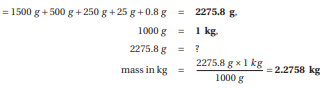 = 1500 g + 500 g + 250 g + 25 g + 0.8 g = 2275.8 g.
1000 g = 1 kg.
2275.8 g = ?
mass in kg = 2275.8 g × 1 kg / 1000 g = 2.2758 kg